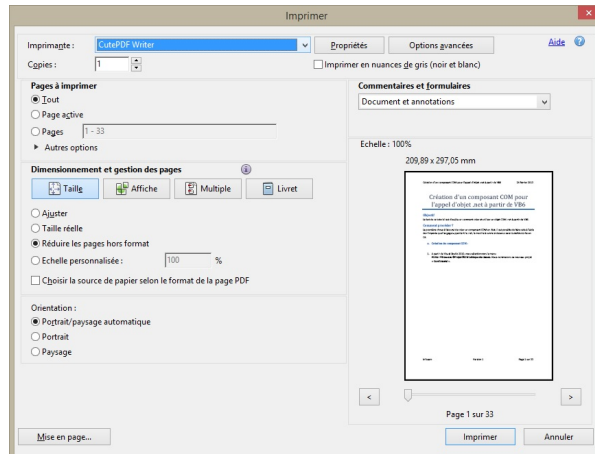 Imprimer
Imprimante : CutePDF Writer Propriétés Options avancées Aide
Copies : 1 Imprimer en nuances de gris (noir et blanc)
Pages à imprimer
Tout
Page active
Pages 1 - 33
Autres options
Dimensionnement et gestion des pages
Taille Affiche Multiple Livret
Ajuster
Taille réelle
Réduire les pages hors format
Echelle personnalisée : 100 %
Choisir la source de papier selon le format de la page PDF
Orientation :
Portrait/paysage automatique
Portrait
Paysage
Mise en page...
Commentaires et formulaires
Document et annotations
Echelle : 100%
209,89 x 297,05 mm
Création d'un composant COM pour
l'appel d'objet .net à partir de VB6
< >
Page 1 sur 33
Imprimer Annuler